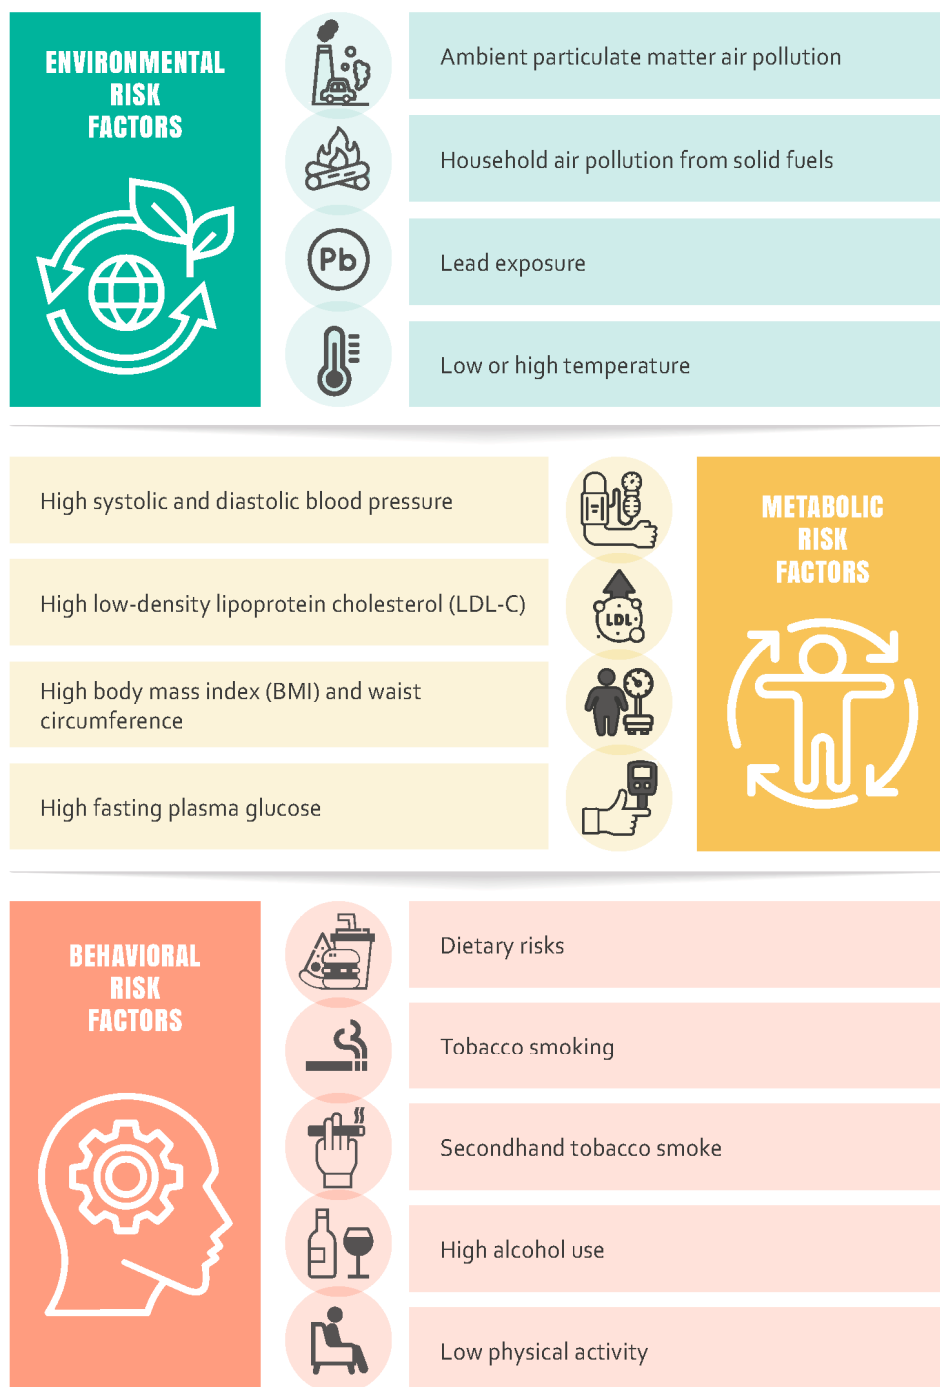 ENVIRONMENTAL
RISK
FACTORS
Ambient particulate matter air pollution
Household air pollution from solid fuels
Pb
Lead exposure
Low or high temperature
High systolic and diastolic blood pressure
High low-density lipoprotein cholesterol (LDL-C)
LDL
High body mass index (BMI) and waist
circumference
High fasting plasma glucose
METABOLIC
RISK
FACTORS
BEHAVIORAL
RISK
FACTORS
Dietary risks
Tobacco smoking
Secondhand tobacco smoke
High alcohol use
Low physical activity